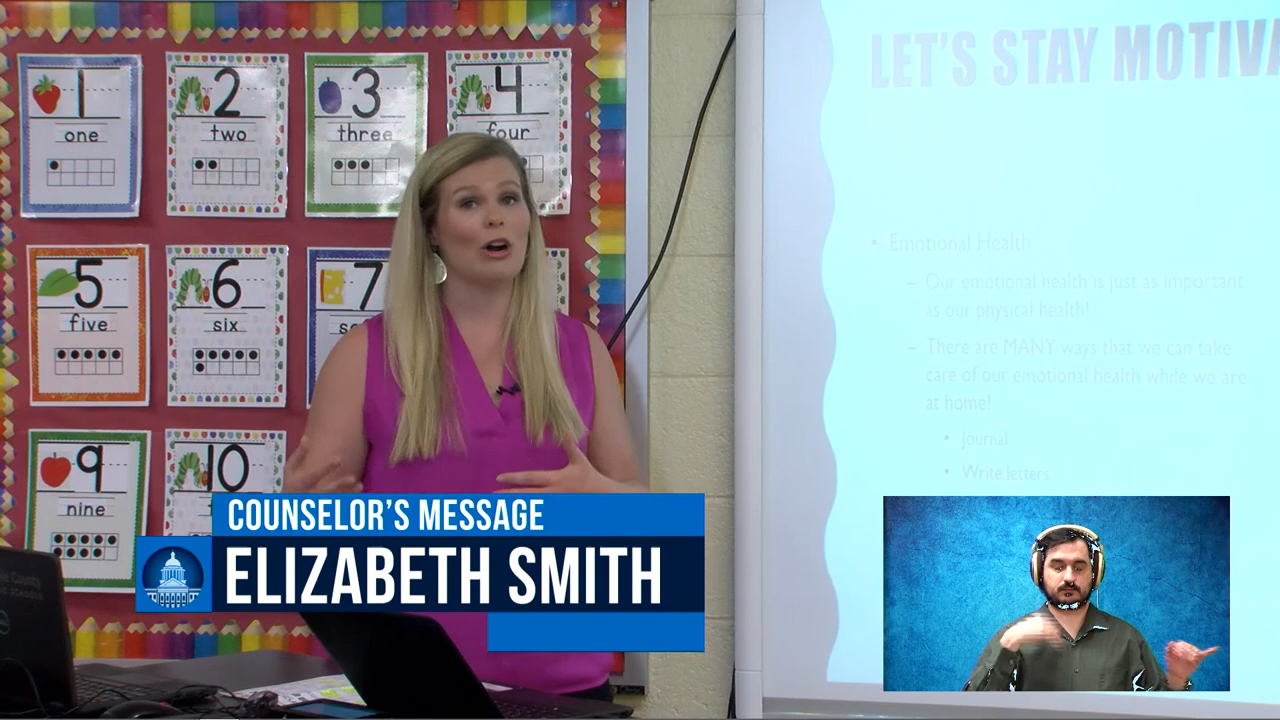 1
one
2
two
3
three
4
four
5
five
6
six
7
9
nine
10
LET'S STAY
• Emotional Health
– Our emotional health is just as important
as our physical health!
– There are MANY ways that we can take
care of our emotional health while we are
at home!
• Journal
• Write letters
COUNSELOR'S MESSAGE
ELIZABETH SMITH
County